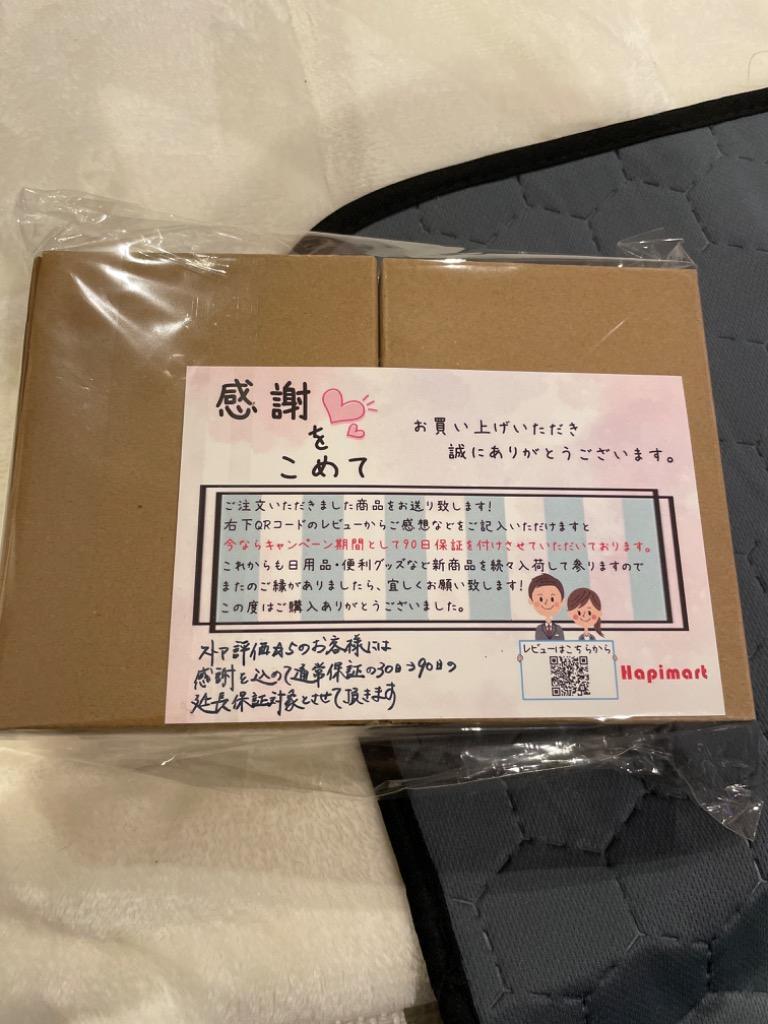 感謝
を
こめて
お買い上げいただき
誠にありがとうございます。
ご注文いただきました商品をお送り致します!
右下QRコードのレビューからご感想などをご記入いただけますと
今ならキャンペーン期間として90日保証を付けさせていただいております。
これからも日用品・便利グッズなど新商品を続々入荷して参りますので
またのご縁がありましたら、宜しくお願い致します!
この度はご購入ありがとうございました。
ストア評価☆5のお客様には
感謝を込めて通常保証の30日→90日の
延長保証対象とさせて頂きます
レビューはこちらから
Hapimart